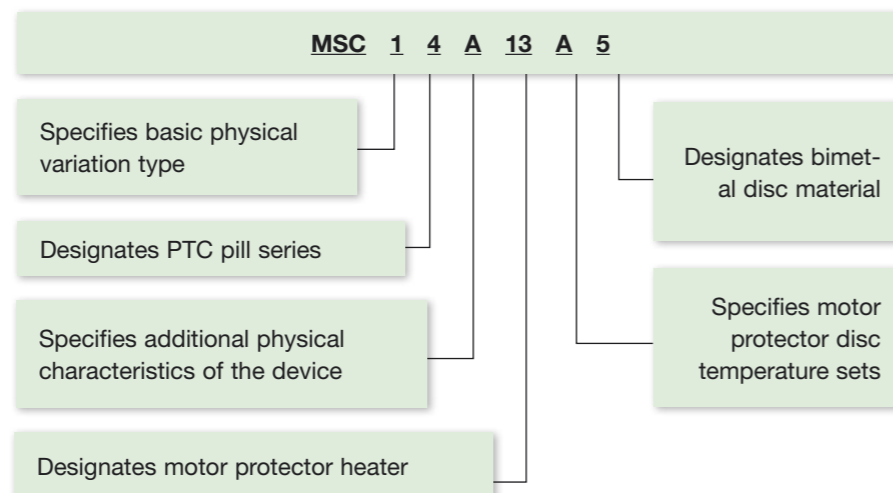 MSC 1 4 A 13 A 5
Specifies basic physical
variation type
Designates PTC pill series
Specifies additional physical
characteristics of the device
Designates motor protector heater
Designates bimet-
al disc material
Specifies motor
protector disc
temperature sets